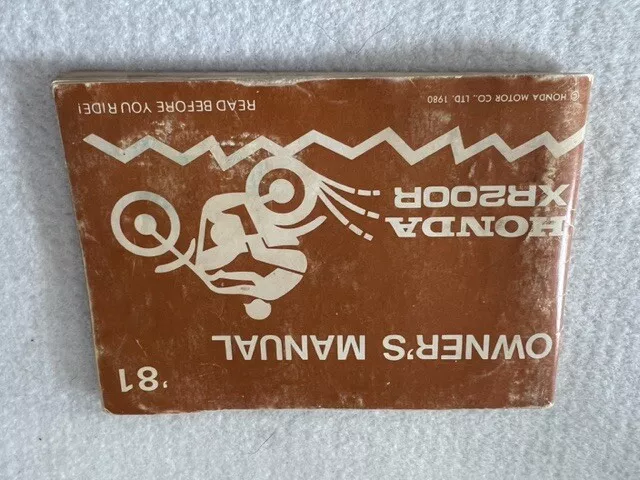 '81
OWNER'S MANUAL
HONDA
XR200R
READ BEFORE YOU RIDE!
© HONDA MOTOR CO., LTD. 1980